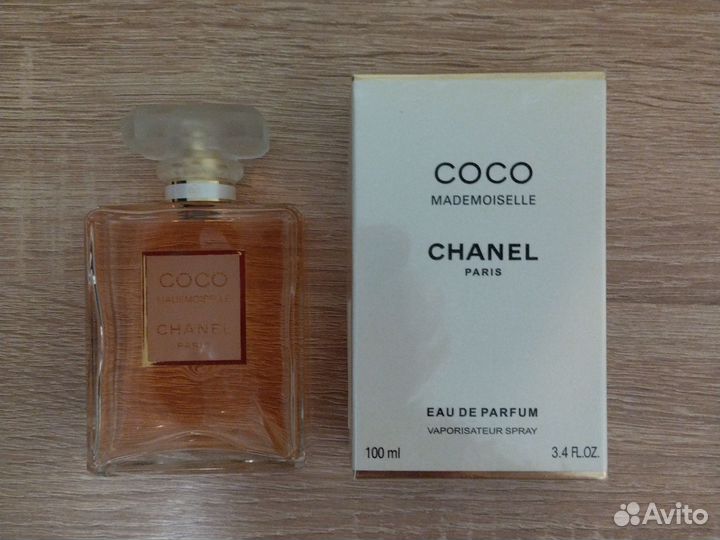 COCO
MADEMOISELLE
CHANEL
PARIS
COCO
MADEMOISELLE
CHANEL
PARIS
EAU DE PARFUM
VAPORISATEUR SPRAY
100 ml
3.4 FL.OZ.
Avito